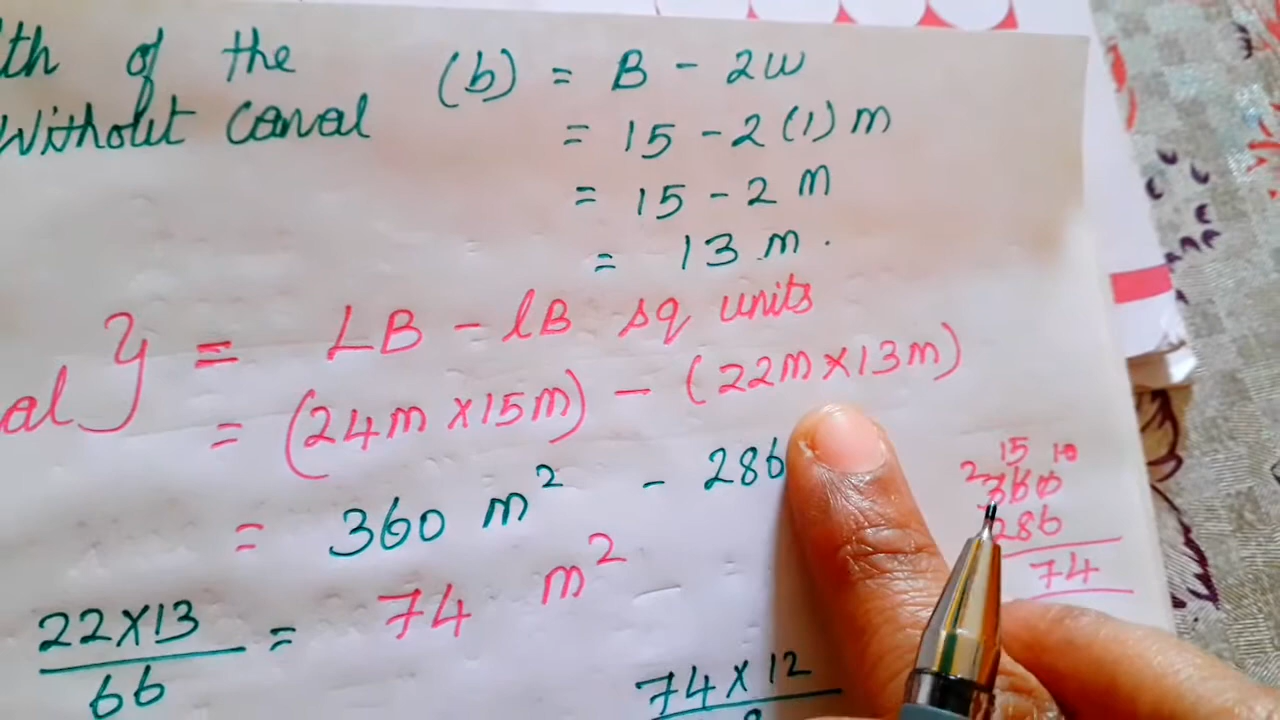 th of the (b) = B - 2w
Without Canal = 15 - 2 (1) m
= 15 - 2 m
= 13 m.
al } = LB - lB sq units
= (24m × 15m) - (22m × 13m)
= 360 m² - 286
= 74 m²
2 15 10
360
286
74
22×13
66
74 × 12